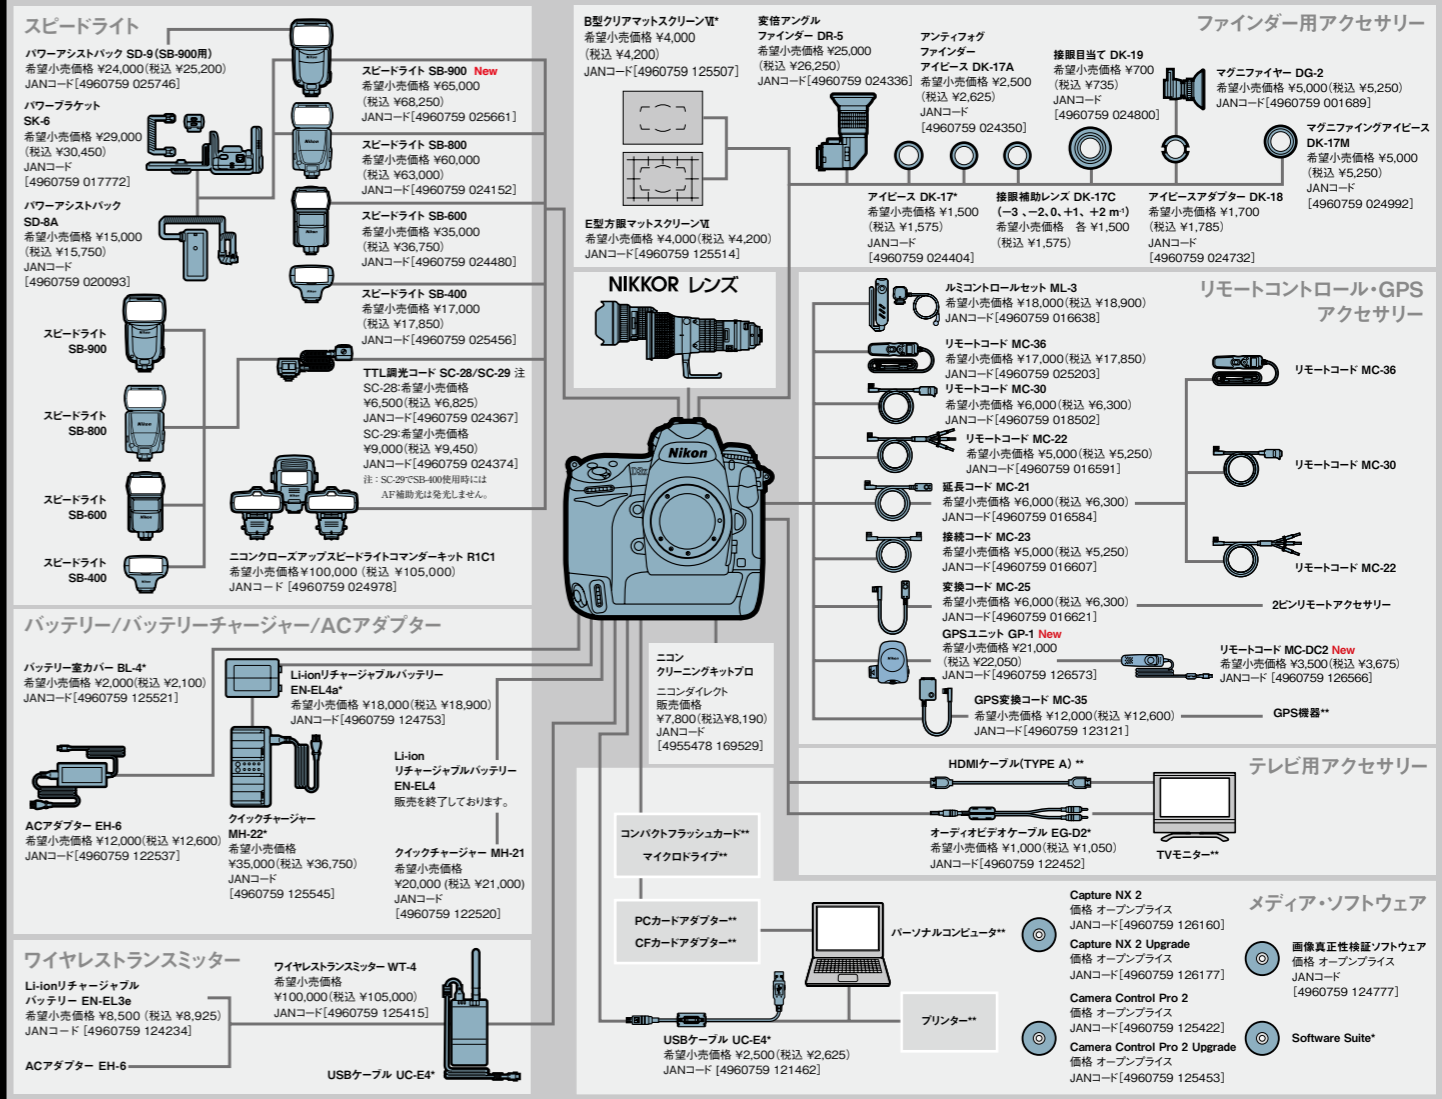 スピードライト
パワーアシストパック SD-9(SB-900用)
希望小売価格 ¥24,000(税込 ¥25,200)
JANコード[4960759 025746]
パワーブラケット
SK-6
希望小売価格 ¥29,000
(税込 ¥30,450)
JANコード
[4960759 017772]
パワーアシストパック
SD-8A
希望小売価格 ¥15,000
(税込 ¥15,750)
JANコード
[4960759 020093]
スピードライト SB-900 New
希望小売価格 ¥65,000
(税込 ¥68,250)
JANコード[4960759 025661]
スピードライト SB-800
希望小売価格 ¥60,000
(税込 ¥63,000)
JANコード[4960759 024152]
スピードライト SB-600
希望小売価格 ¥35,000
(税込 ¥36,750)
JANコード[4960759 024480]
スピードライト SB-400
希望小売価格 ¥17,000
(税込 ¥17,850)
JANコード[4960759 025456]
スピードライト
SB-900
スピードライト
SB-800
スピードライト
SB-600
スピードライト
SB-400
TTL調光コード SC-28/SC-29 注
SC-28:希望小売価格
¥6,500(税込 ¥6,825)
JANコード[4960759 024367]
SC-29:希望小売価格
¥9,000(税込 ¥9,450)
JANコード[4960759 024374]
注:SC-29でSB-400使用時には
AF補助光は発光しません。
ニコンクローズアップスピードライトコマンダーキット R1C1
希望小売価格¥100,000 (税込 ¥105,000)
JANコード [4960759 024978]
ファインダー用アクセサリー
B型クリアマットスクリーンⅥ*
希望小売価格 ¥4,000
(税込 ¥4,200)
JANコード[4960759 125507]
E型方眼マットスクリーンⅥ
希望小売価格 ¥4,000(税込 ¥4,200)
JANコード[4960759 125514]
変倍アングル
ファインダー DR-5
希望小売価格 ¥25,000
(税込 ¥26,250)
JANコード[4960759 024336]
アンティフォグ
ファインダー
アイピース DK-17A
希望小売価格 ¥2,500
(税込 ¥2,625)
JANコード
[4960759 024350]
接眼目当て DK-19
希望小売価格 ¥700
(税込 ¥735)
JANコード
[4960759 024800]
マグニファイヤー DG-2
希望小売価格 ¥5,000(税込 ¥5,250)
JANコード[4960759 001689]
マグニファイングアイピース
DK-17M
希望小売価格 ¥5,000
(税込 ¥5,250)
JANコード
[4960759 024992]
アイピース DK-17*
希望小売価格 ¥1,500
(税込 ¥1,575)
JANコード
[4960759 024404]
接眼補助レンズ DK-17C
(−3 、−2、0、+1、 +2 m⁻¹)
希望小売価格 各 ¥1,500
(税込 ¥1,575)
アイピースアダプター DK-18
希望小売価格 ¥1,700
(税込 ¥1,785)
JANコード
[4960759 024732]
NIKKOR レンズ
Nikon
リモートコントロール・GPS
アクセサリー
ルミコントロールセット ML-3
希望小売価格 ¥18,000(税込 ¥18,900)
JANコード[4960759 016638]
リモートコード MC-36
希望小売価格 ¥17,000(税込 ¥17,850)
JANコード[4960759 025203]
リモートコード MC-30
希望小売価格 ¥6,000(税込 ¥6,300)
JANコード[4960759 018502]
リモートコード MC-22
希望小売価格 ¥5,000(税込 ¥5,250)
JANコード[4960759 016591]
延長コード MC-21
希望小売価格 ¥6,000(税込 ¥6,300)
JANコード[4960759 016584]
接続コード MC-23
希望小売価格 ¥5,000(税込 ¥5,250)
JANコード[4960759 016607]
変換コード MC-25
希望小売価格 ¥6,000(税込 ¥6,300)
JANコード[4960759 016621]
GPSユニット GP-1 New
希望小売価格 ¥21,000
(税込 ¥22,050)
JANコード[4960759 126573]
GPS変換コード MC-35
希望小売価格 ¥12,000(税込 ¥12,600)
JANコード[4960759 123121]
リモートコード MC-36
リモートコード MC-30
リモートコード MC-22
2ピンリモートアクセサリー
リモートコード MC-DC2 New
希望小売価格 ¥3,500(税込 ¥3,675)
JANコード [4960759 126566]
GPS機器**
バッテリー/バッテリーチャージャー/ACアダプター
バッテリー室カバー BL-4*
希望小売価格 ¥2,000(税込 ¥2,100)
JANコード[4960759 125521]
Li-ionリチャージャブルバッテリー
EN-EL4a*
希望小売価格 ¥18,000(税込 ¥18,900)
JANコード[4960759 124753]
Li-ion
リチャージャブルバッテリー
EN-EL4
販売を終了しております。
ACアダプター EH-6
希望小売価格 ¥12,000(税込 ¥12,600)
JANコード[4960759 122537]
クイックチャージャー
MH-22*
希望小売価格
¥35,000(税込 ¥36,750)
JANコード
[4960759 125545]
クイックチャージャー MH-21
希望小売価格
¥20,000 (税込 ¥21,000)
JANコード
[4960759 122520]
ニコン
クリーニングキットプロ
ニコンダイレクト
販売価格
¥7,800(税込¥8,190)
JANコード
[4955478 169529]
テレビ用アクセサリー
HDMIケーブル(TYPE A) **
オーディオビデオケーブル EG-D2*
希望小売価格 ¥1,000(税込 ¥1,050)
JANコード[4960759 122452]
TVモニター**
ワイヤレストランスミッター
Li-ionリチャージャブル
バッテリー EN-EL3e
希望小売価格 ¥8,500 (税込 ¥8,925)
JANコード [4960759 124234]
ACアダプター EH-6
ワイヤレストランスミッター WT-4
希望小売価格
¥100,000(税込 ¥105,000)
JANコード[4960759 125415]
USBケーブル UC-E4*
メディア・ソフトウェア
コンパクトフラッシュカード**
マイクロドライブ**
PCカードアダプター**
CFカードアダプター**
パーソナルコンピュータ**
プリンター**
USBケーブル UC-E4*
希望小売価格 ¥2,500(税込 ¥2,625)
JANコード [4960759 121462]
Capture NX 2
価格 オープンプライス
JANコード[4960759 126160]
Capture NX 2 Upgrade
価格 オープンプライス
JANコード[4960759 126177]
Camera Control Pro 2
価格 オープンプライス
JANコード[4960759 125422]
Camera Control Pro 2 Upgrade
価格 オープンプライス
JANコード[4960759 125453]
画像真正性検証ソフトウェア
価格 オープンプライス
JANコード
[4960759 124777]
Software Suite*